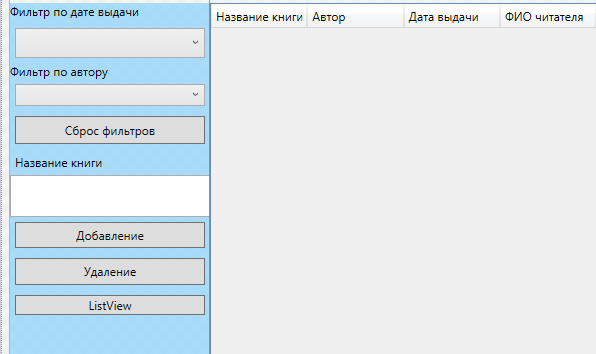 Фильтр по дате выдачи
Фильтр по автору
Сброс фильтров
Название книги
Добавление
Удаление
ListView
Название книги Автор Дата выдачи ФИО читателя